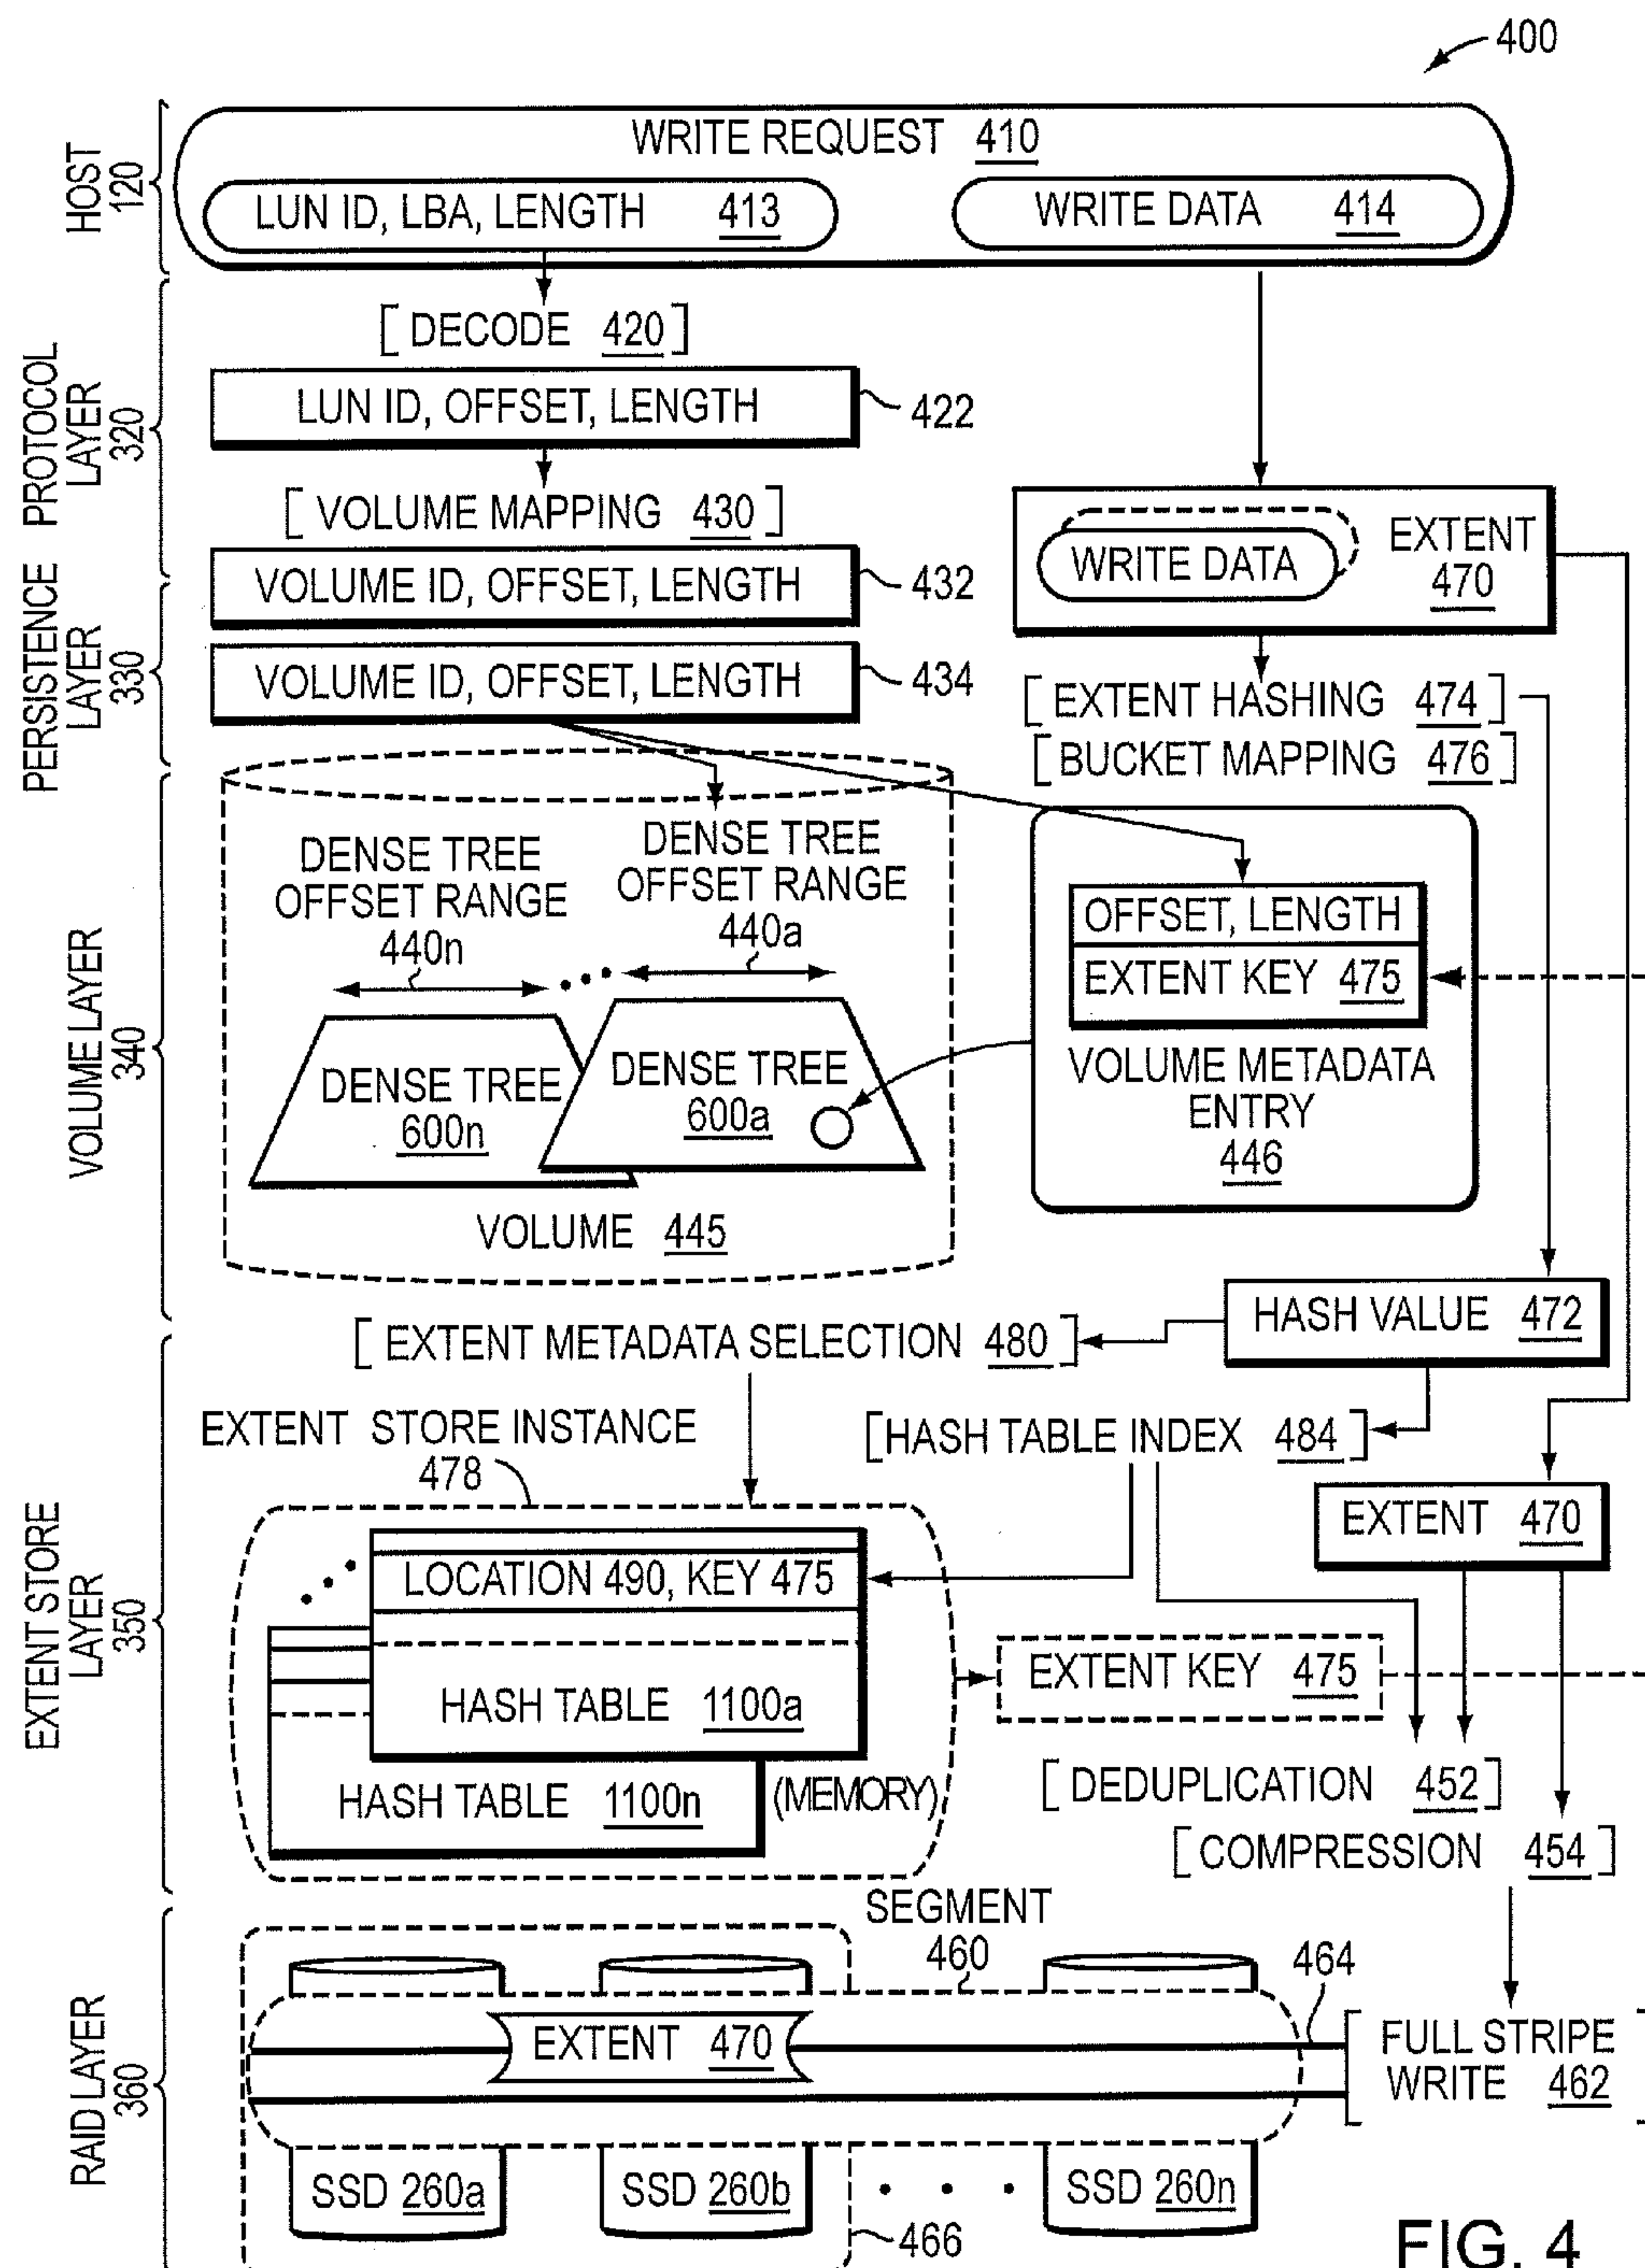 400
HOST
120
WRITE REQUEST 410
LUN ID, LBA, LENGTH 413
WRITE DATA 414
PROTOCOL
LAYER
320
[DECODE 420]
LUN ID, OFFSET, LENGTH
422
[VOLUME MAPPING 430]
VOLUME ID, OFFSET, LENGTH
432
WRITE DATA
EXTENT
470
PERSISTENCE
LAYER
330
VOLUME ID, OFFSET, LENGTH
434
[EXTENT HASHING 474]
[BUCKET MAPPING 476]
VOLUME LAYER
340
DENSE TREE
OFFSET RANGE
440n
DENSE TREE
OFFSET RANGE
440a
DENSE TREE
600n
DENSE TREE
600a
VOLUME 445
OFFSET, LENGTH
EXTENT KEY 475
VOLUME METADATA
ENTRY
446
HASH VALUE 472
EXTENT STORE
LAYER
350
[EXTENT METADATA SELECTION 480]
EXTENT STORE INSTANCE
478
[HASH TABLE INDEX 484]
EXTENT 470
LOCATION 490, KEY 475
HASH TABLE 1100a
HASH TABLE 1100n
(MEMORY)
EXTENT KEY 475
[DEDUPLICATION 452]
[COMPRESSION 454]
RAID LAYER
360
SEGMENT
460
464
EXTENT 470
[FULL STRIPE
WRITE 462]
SSD 260a
SSD 260b
SSD 260n
466
FIG. 4